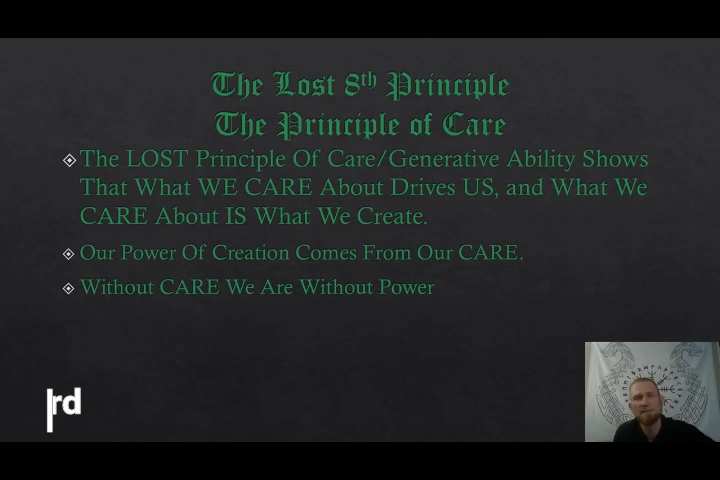 The Lost 8th Principle
The Principle of Care
The LOST Principle Of Care/Generative Ability Shows
That What WE CARE About Drives US, and What We
CARE About IS What We Create.
Our Power Of Creation Comes From Our CARE.
Without CARE We Are Without Power
rd